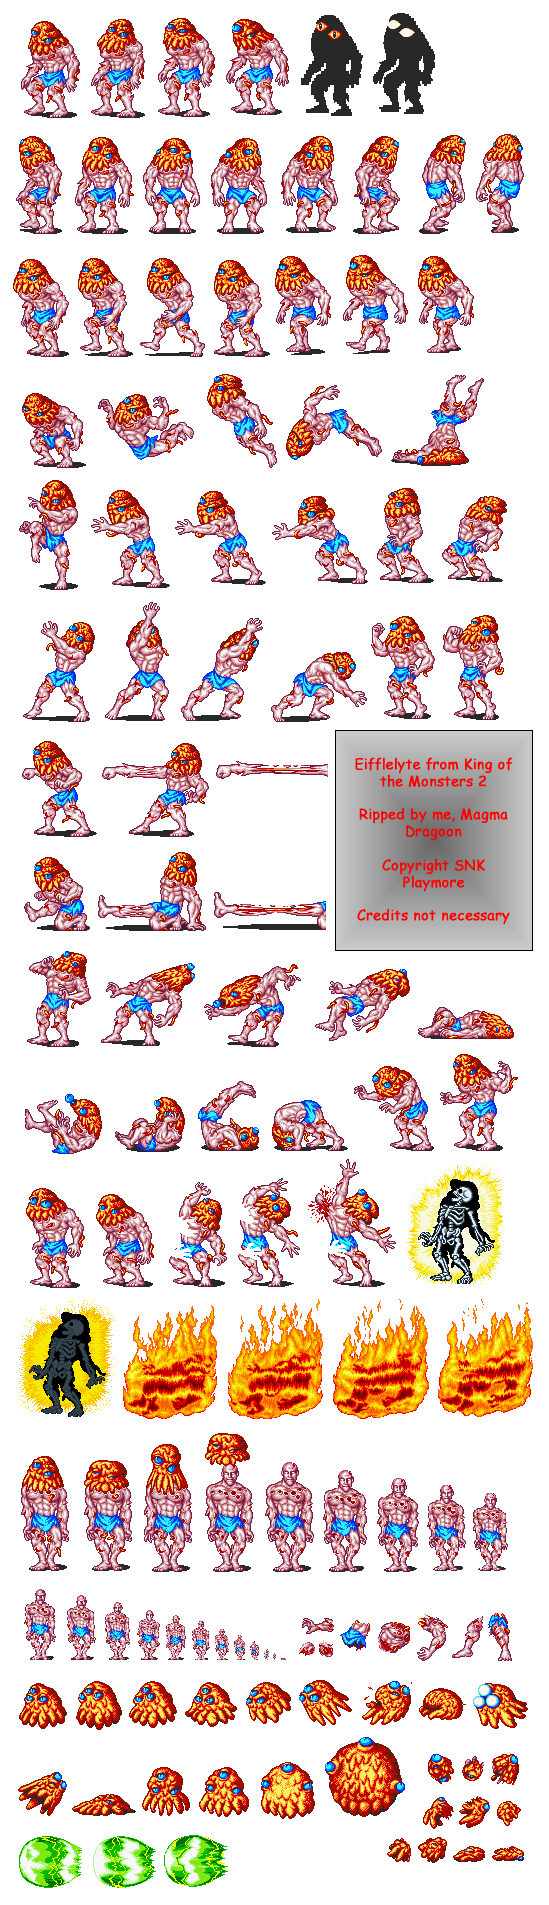 Eifflelyte from King of
the Monsters 2
Ripped by me, Magma
Dragoon
Copyright SNK
Playmore
Credits not necessary